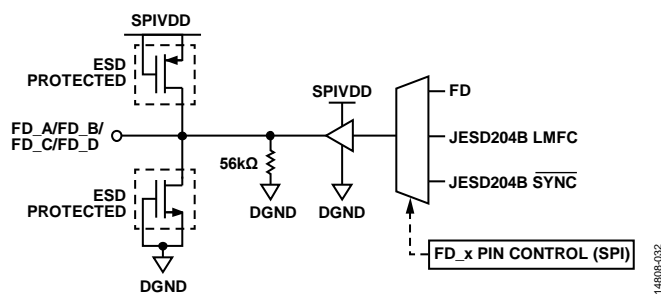 SPIVDD
ESD
PROTECTED
SPIVDD
FD
FD_A/FD_B/
FD_C/FD_D
JESD204B LMFC
56kΩ
ESD
PROTECTED
DGND
DGND
JESD204B SYNC
FD_x PIN CONTROL (SPI)
DGND
14808-032